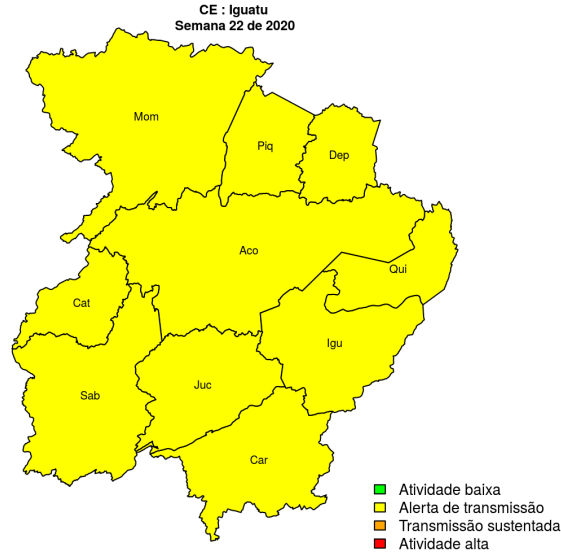 CE : Iguatu
Semana 22 de 2020
Mom
Piq
Dep
Aco
Qui
Cat
Igu
Juc
Sab
Car
Atividade baixa
Alerta de transmissão
Transmissão sustentada
Atividade alta